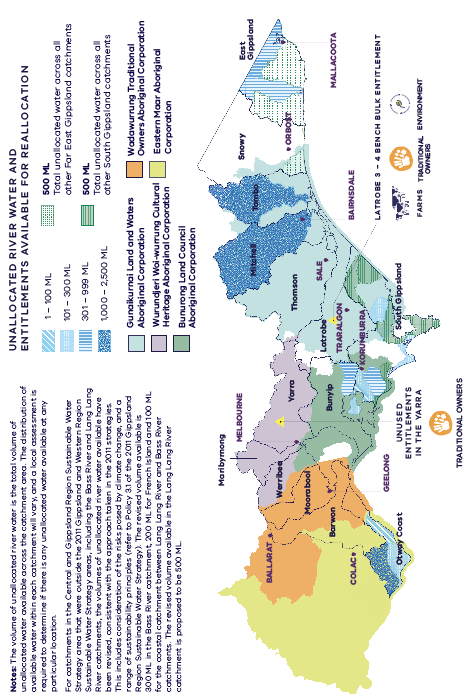 UNALLOCATED RIVER WATER AND
ENTITLEMENTS AVAILABLE FOR REALLOCATION
1 – 100 ML
101 – 300 ML
301 – 999 ML
1,000 – 2,500 ML
500 ML
Total unallocated water across all
other Far East Gippsland catchments
500 ML
Total unallocated water across all
other South Gippsland catchments
Gunaikurnai Land and Waters
Aboriginal Corporation
Wurundjeri Woi-wurrung Cultural
Heritage Aboriginal Corporation
Bunurong Land Council
Aboriginal Corporation
Wadawurrung Traditional
Owners Aboriginal Corporation
Eastern Maar Aboriginal
Corporation
Notes: The volume of unallocated river water is the total volume of
unallocated water available across the catchment area. The distribution of
available water within each catchment will vary, and a local assessment is
required to determine if there is any unallocated water available at any
particular location.
For catchments in the Central and Gippsland Region Sustainable Water
Strategy area that were outside the 2011 Gippsland and Western Region
Sustainable Water Strategy areas, including the Bass River and Lang Lang
River catchments, the volumes of unallocated river water available have
been revised, consistent with the approach taken in the 2011 strategies.
This includes consideration of the risks posed by climate change, and a
range of sustainability principles (refer to Policy 3.1 of the 2011 Gippsland
Region Sustainable Water Strategy). The revised volume available is
300 ML in the Bass River catchment, 200 ML for French Island and 100 ML
for the coastal catchment between Lang Lang River and Bass River
catchments. The revised volume available in the Lang Lang River
catchment is proposed to be 500 ML.
East
Gippsland
MALLACOOTA
Snowy
ORBOST
Tambo
BAIRNSDALE
Mitchell
Thomson
SALE
Latrobe
TRARALGON
South Gippsland
KORUMBURRA
Bunyip
Yarra
MELBOURNE
Maribyrnong
Werribee
Moorabool
GEELONG
Barwon
BALLARAT
COLAC
Otway Coast
LATROBE 3 – 4 BENCH BULK ENTITLEMENT
FARMS
TRADITIONAL
OWNERS
ENVIRONMENT
UNUSED
ENTITLEMENTS
IN THE YARRA
TRADITIONAL OWNERS